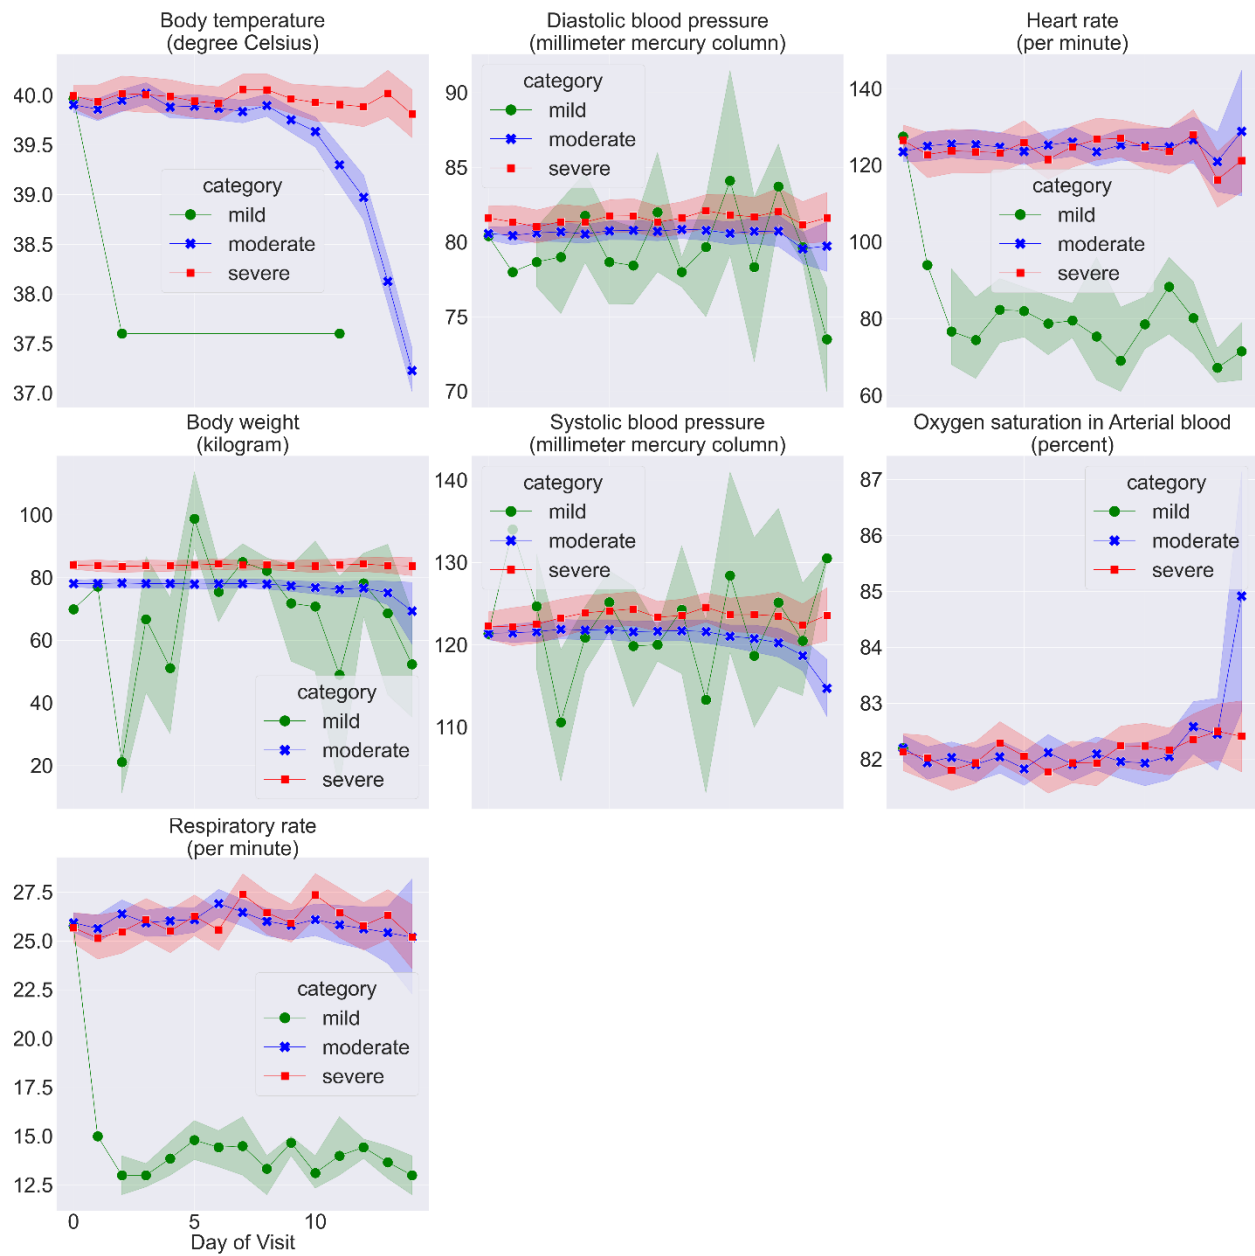 Body temperature
(degree Celsius)
40.0
39.5
39.0
38.5
38.0
37.5
37.0
category
mild
moderate
severe
Diastolic blood pressure
(millimeter mercury column)
90
85
80
75
70
category
mild
moderate
severe
Heart rate
(per minute)
140
120
100
80
60
category
mild
moderate
severe
Body weight
(kilogram)
100
80
60
40
20
category
mild
moderate
severe
Systolic blood pressure
(millimeter mercury column)
140
130
120
110
category
mild
moderate
severe
Oxygen saturation in Arterial blood
(percent)
87
86
85
84
83
82
category
mild
moderate
severe
Respiratory rate
(per minute)
27.5
25.0
22.5
20.0
17.5
15.0
12.5
category
mild
moderate
severe
0 5 10
Day of Visit